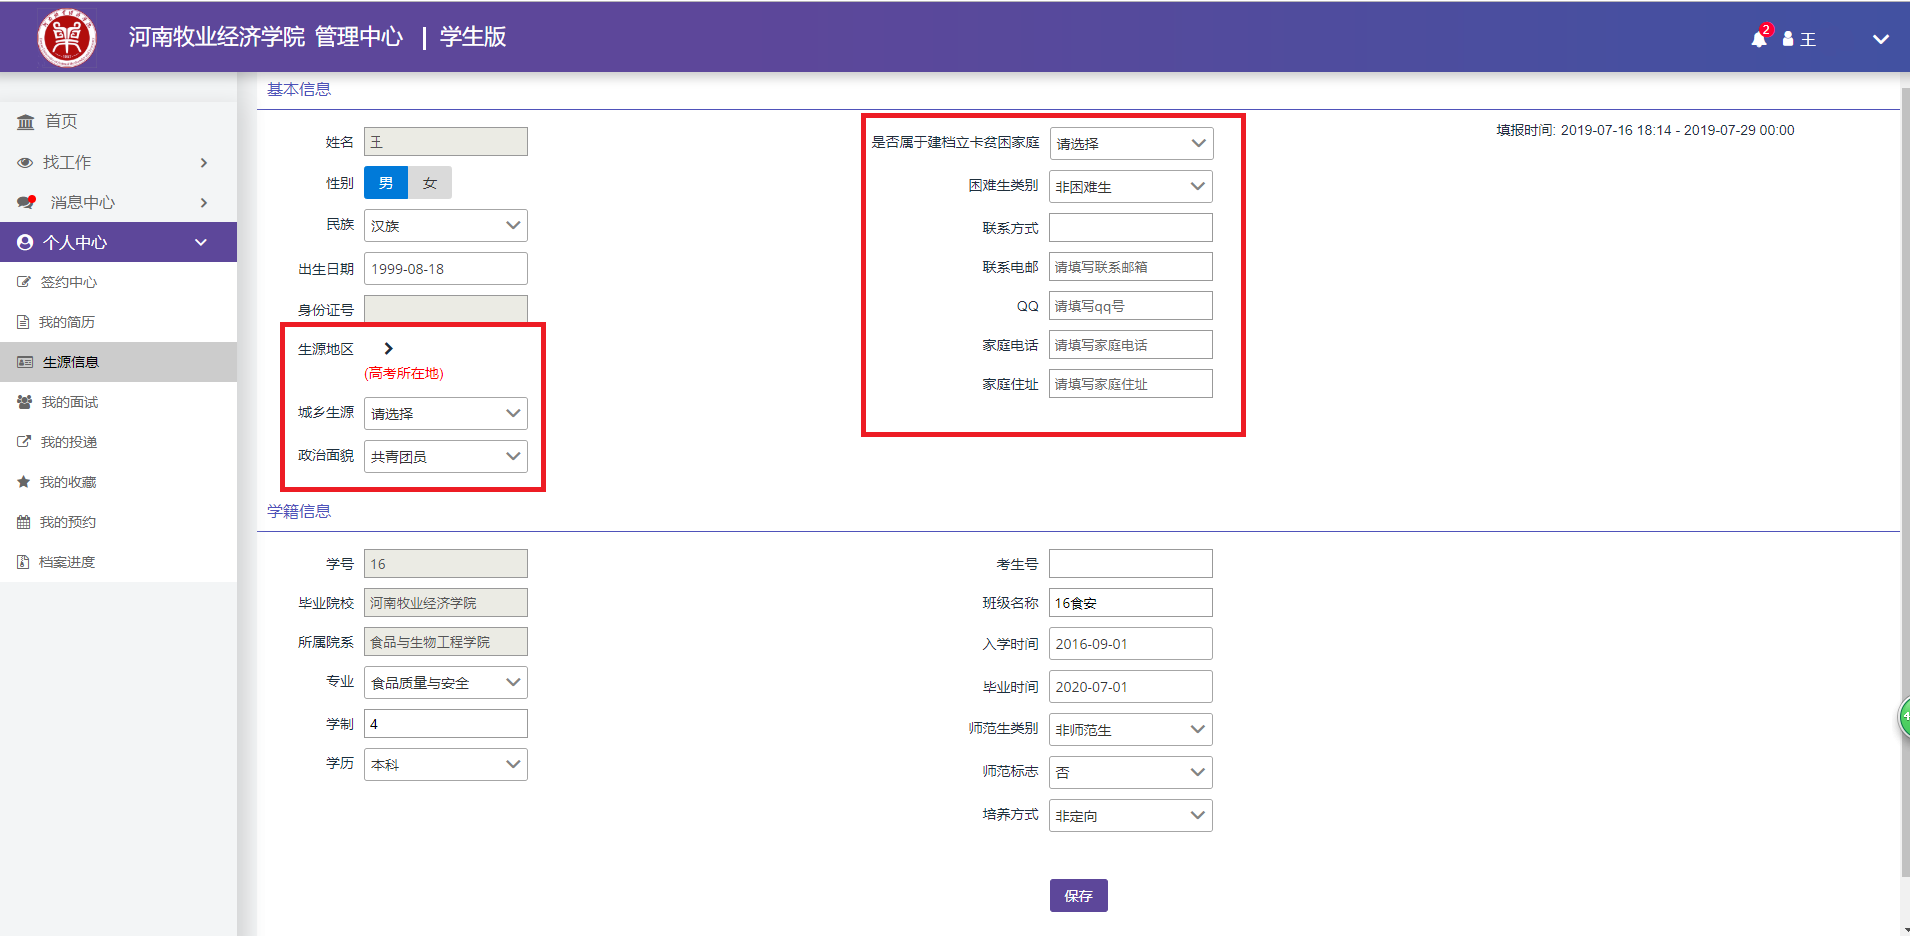 河南牧业经济学院 管理中心 | 学生版
2
王
首页
找工作
消息中心
个人中心
签约中心
我的简历
生源信息
我的面试
我的投递
我的收藏
我的预约
档案进度
基本信息
填报时间: 2019-07-16 18:14 - 2019-07-29 00:00
姓名 王
性别 男 女
民族 汉族
出生日期 1999-08-18
身份证号
生源地区
(高考所在地)
城乡生源 请选择
政治面貌 共青团员
是否属于建档立卡贫困家庭 请选择
困难生类别 非困难生
联系方式
联系电邮 请填写联系邮箱
QQ 请填写qq号
家庭电话 请填写家庭电话
家庭住址 请填写家庭住址
学籍信息
学号 16
毕业院校 河南牧业经济学院
所属院系 食品与生物工程学院
专业 食品质量与安全
学制 4
学历 本科
考生号
班级名称 16食安
入学时间 2016-09-01
毕业时间 2020-07-01
师范生类别 非师范生
师范标志 否
培养方式 非定向
保存